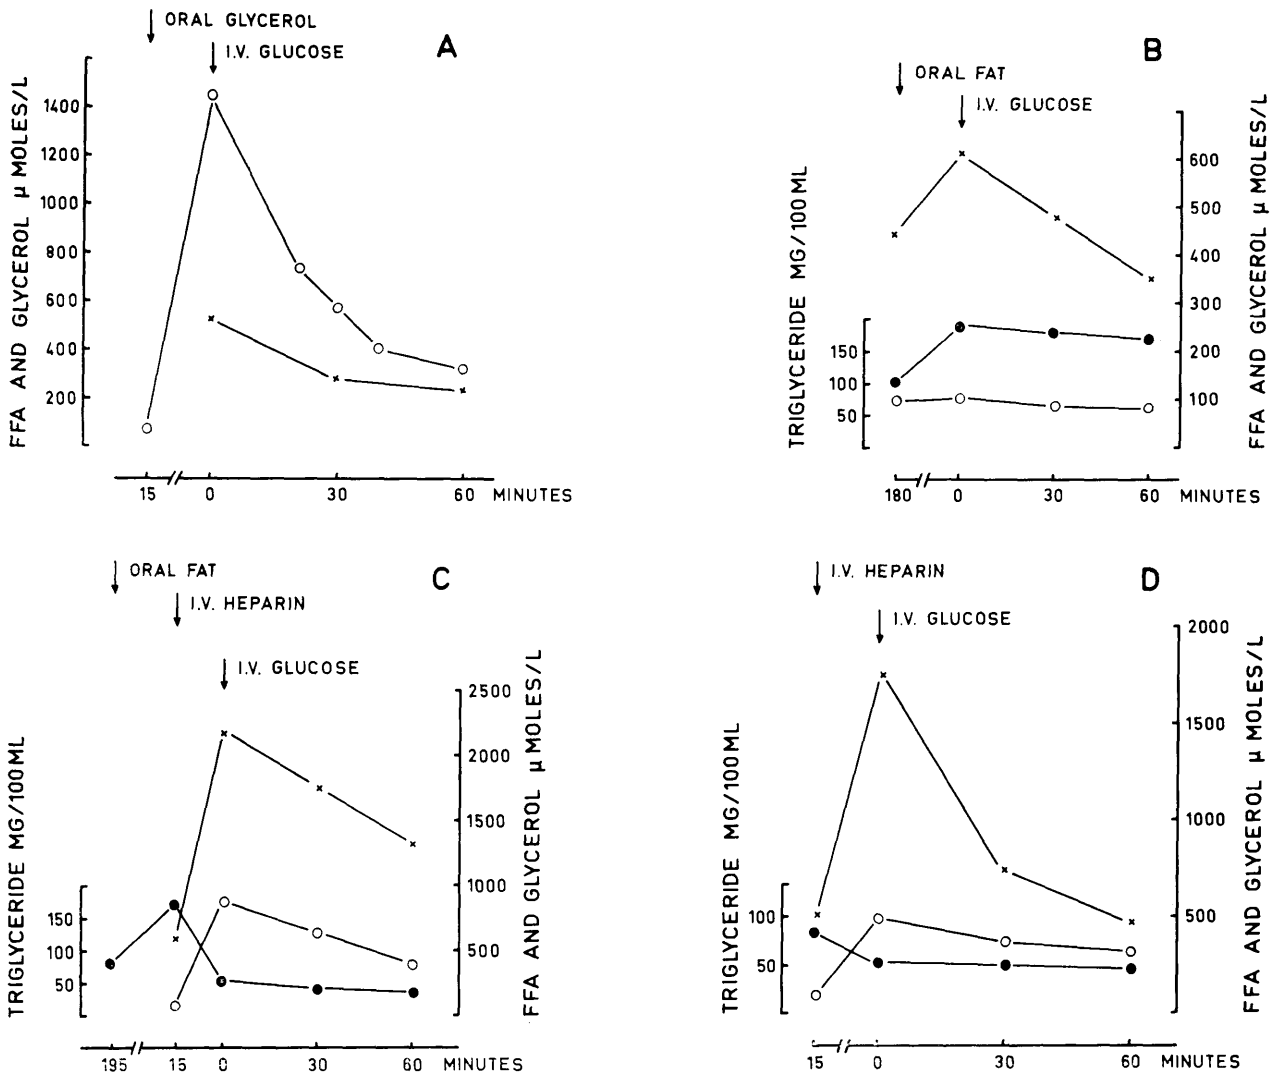 ORAL GLYCEROL
I.V. GLUCOSE
A
FFA AND GLYCEROL µ MOLES/L
1400
1200
1000
800
600
400
200
15 0 30 60 MINUTES
B
ORAL FAT
I.V. GLUCOSE
TRIGLYCERIDE MG/100 ML
150
100
50
600
500
400
300
200
100
FFA AND GLYCEROL µ MOLES/L
180 0 30 60 MINUTES
ORAL FAT
C
I.V. HEPARIN
I.V. GLUCOSE
TRIGLYCERIDE MG/100 ML
150
100
50
2500
2000
1500
1000
500
FFA AND GLYCEROL µ MOLES/L
195 15 0 30 60 MINUTES
I.V. HEPARIN
D
I.V. GLUCOSE
TRIGLYCERIDE MG/100 ML
100
50
2000
1500
1000
500
FFA AND GLYCEROL µ MOLES/L
15 0 30 60 MINUTES